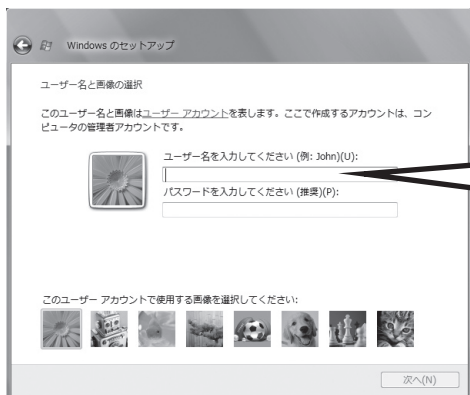 Windows のセットアップ
ユーザー名と画像の選択
このユーザー名と画像はユーザー アカウントを表します。ここで作成するアカウントは、コン
ピュータの管理者アカウントです。
ユーザー名を入力してください (例: John)(U):
パスワードを入力してください (推奨)(P):
このユーザー アカウントで使用する画像を選択してください:
次へ(N)